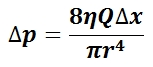 Δp = 8ηQΔx / πr⁴